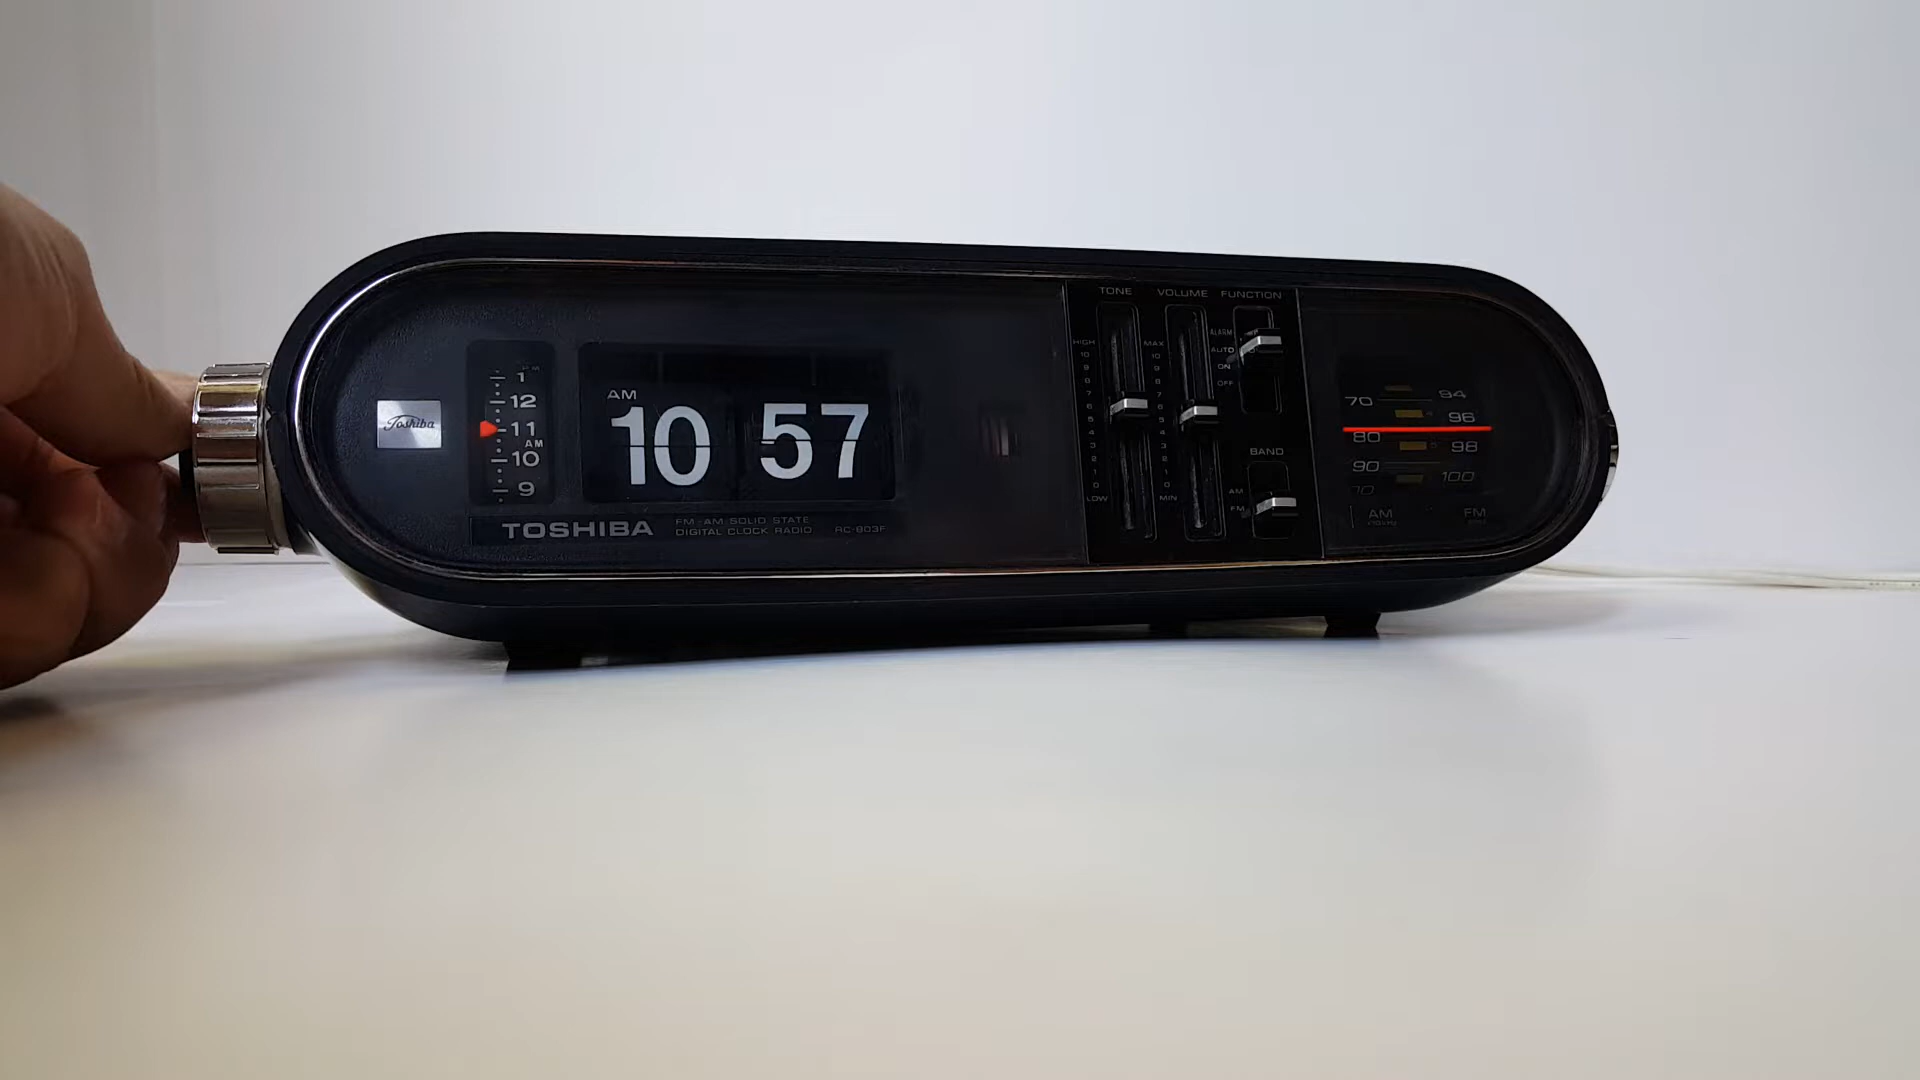 Toshiba
PM
1
12
11
AM
10
9
AM
10 57
TOSHIBA
FM-AM SOLID STATE
DIGITAL CLOCK RADIO
RC-803F
TONE
HIGH
10
9
8
7
6
5
4
3
2
1
0
LOW
VOLUME
MAX
10
9
8
7
6
5
4
3
2
1
0
MIN
FUNCTION
ALARM
AUTO
ON
OFF
BAND
AM
FM
70 94
96
80 98
90 100
AM FM